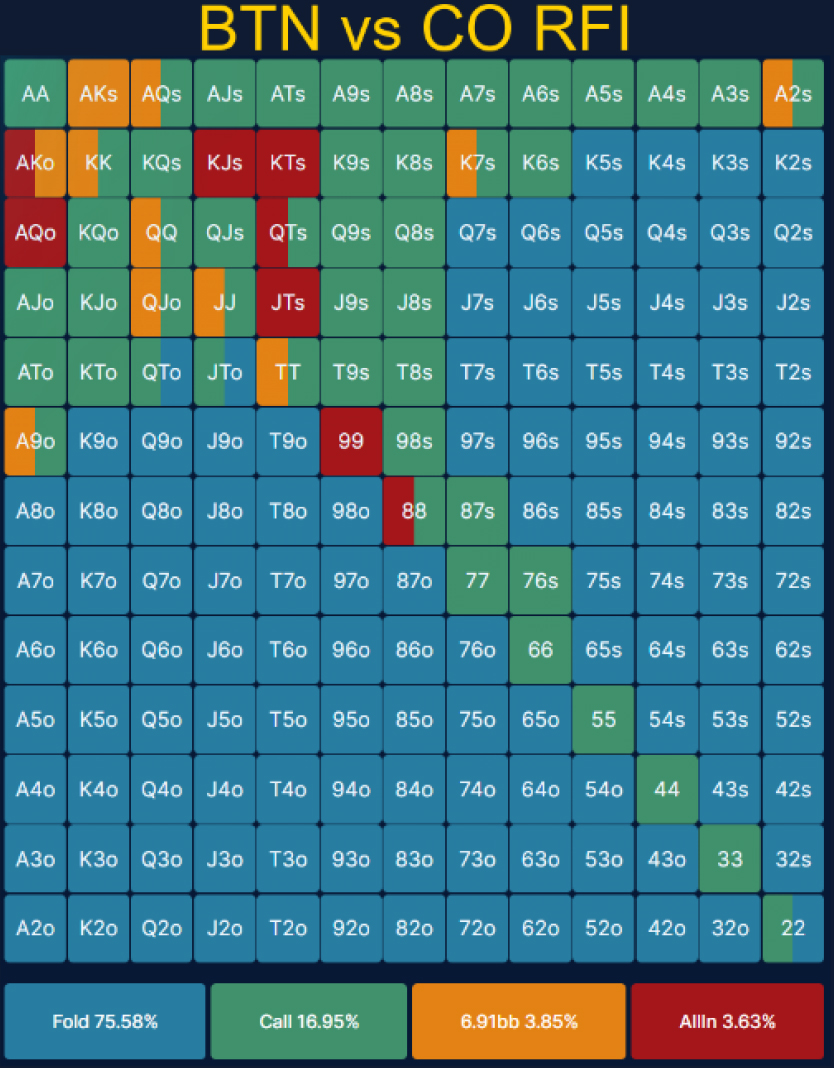 BTN vs CO RFI
AA AKs AQs AJs ATs A9s A8s A7s A6s A5s A4s A3s A2s
AKo KK KQs KJs KTs K9s K8s K7s K6s K5s K4s K3s K2s
AQo KQo QQ QJs QTs Q9s Q8s Q7s Q6s Q5s Q4s Q3s Q2s
AJo KJo QJo JJ JTs J9s J8s J7s J6s J5s J4s J3s J2s
ATo KTo QTo JTo TT T9s T8s T7s T6s T5s T4s T3s T2s
A9o K9o Q9o J9o T9o 99 98s 97s 96s 95s 94s 93s 92s
A8o K8o Q8o J8o T8o 98o 88 87s 86s 85s 84s 83s 82s
A7o K7o Q7o J7o T7o 97o 87o 77 76s 75s 74s 73s 72s
A6o K6o Q6o J6o T6o 96o 86o 76o 66 65s 64s 63s 62s
A5o K5o Q5o J5o T5o 95o 85o 75o 65o 55 54s 53s 52s
A4o K4o Q4o J4o T4o 94o 84o 74o 64o 54o 44 43s 42s
A3o K3o Q3o J3o T3o 93o 83o 73o 63o 53o 43o 33 32s
A2o K2o Q2o J2o T2o 92o 82o 72o 62o 52o 42o 32o 22
Fold 75.58% Call 16.95% 6.91bb 3.85% AllIn 3.63%